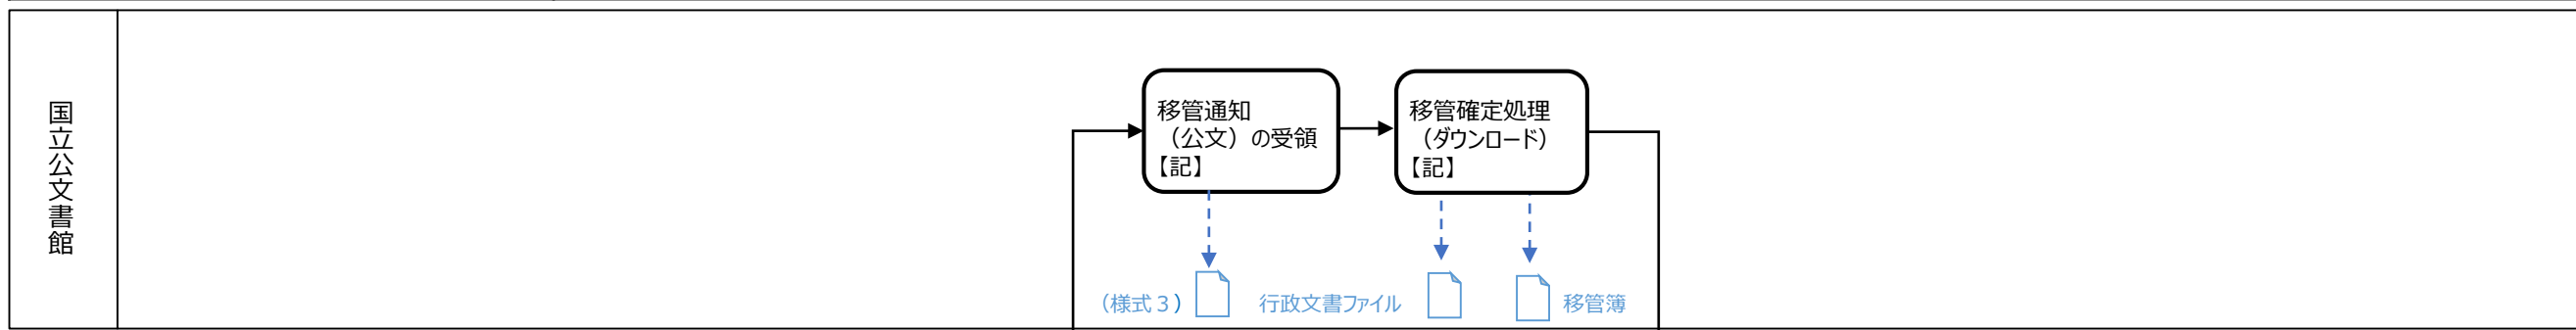 国立公文書館
移管通知
（公文）の受領
【記】
移管確定処理
（ダウンロード）
【記】
（様式３）
行政文書ファイル
移管簿